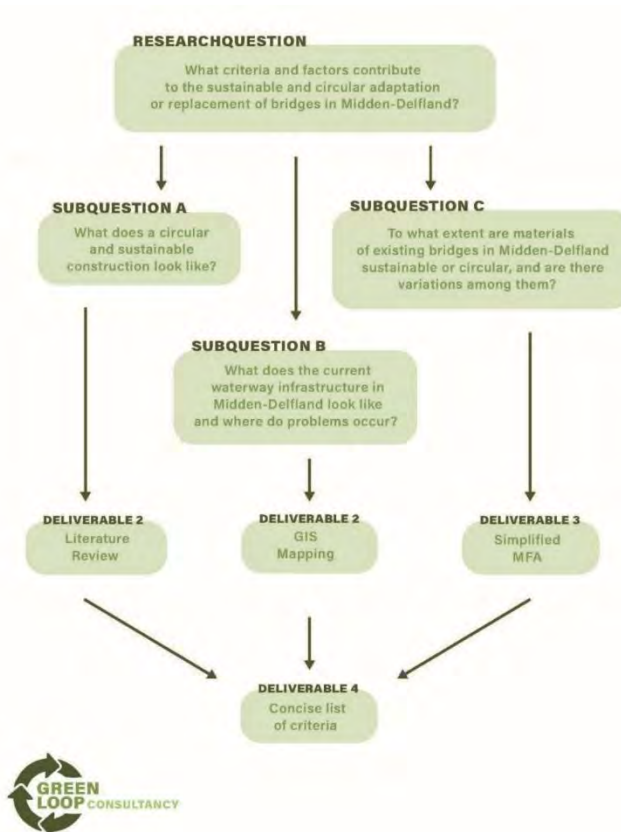 RESEARCHQUESTION
What criteria and factors contribute
to the sustainable and circular adaptation
or replacement of bridges in Midden-Delfland?
SUBQUESTION A
What does a circular
and sustainable
construction look like?
SUBQUESTION C
To what extent are materials
of existing bridges in Midden-Delfland
sustainable or circular, and are there
variations among them?
SUBQUESTION B
What does the current
waterway infrastructure in
Midden-Delfland look like
and where do problems occur?
DELIVERABLE 2
Literature
Review
DELIVERABLE 2
GIS
Mapping
DELIVERABLE 3
Simplified
MFA
DELIVERABLE 4
Concise list
of criteria
GREEN
LOOP CONSULTANCY